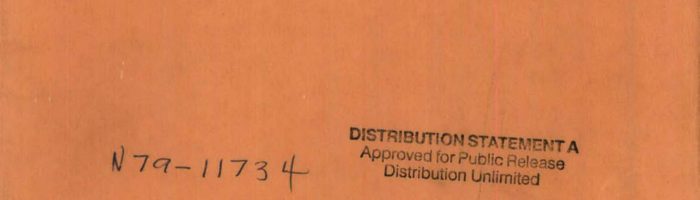 DISTRIBUTION STATEMENT A
Approved for Public Release
Distribution Unlimited
N79-11734